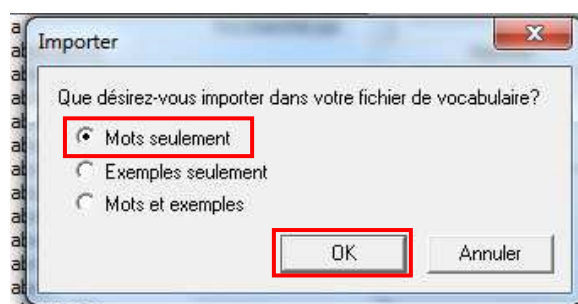 Importer
Que désirez-vous importer dans votre fichier de vocabulaire?
Mots seulement
Exemples seulement
Mots et exemples
OK Annuler